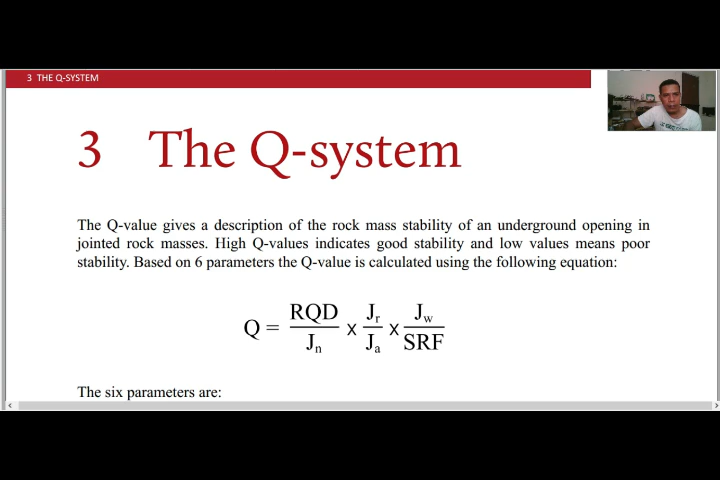 3 THE Q-SYSTEM
3 The Q-system
The Q-value gives a description of the rock mass stability of an underground opening in
jointed rock masses. High Q-values indicates good stability and low values means poor
stability. Based on 6 parameters the Q-value is calculated using the following equation:
Q = RQD/Jn x Jr/Ja x Jw/SRF
The six parameters are: